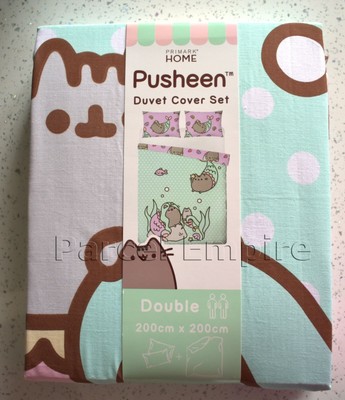 PRIMARK®
HOME
Pusheen™
Duvet Cover Set
Parcel Empire
Double
200cm x 200cm